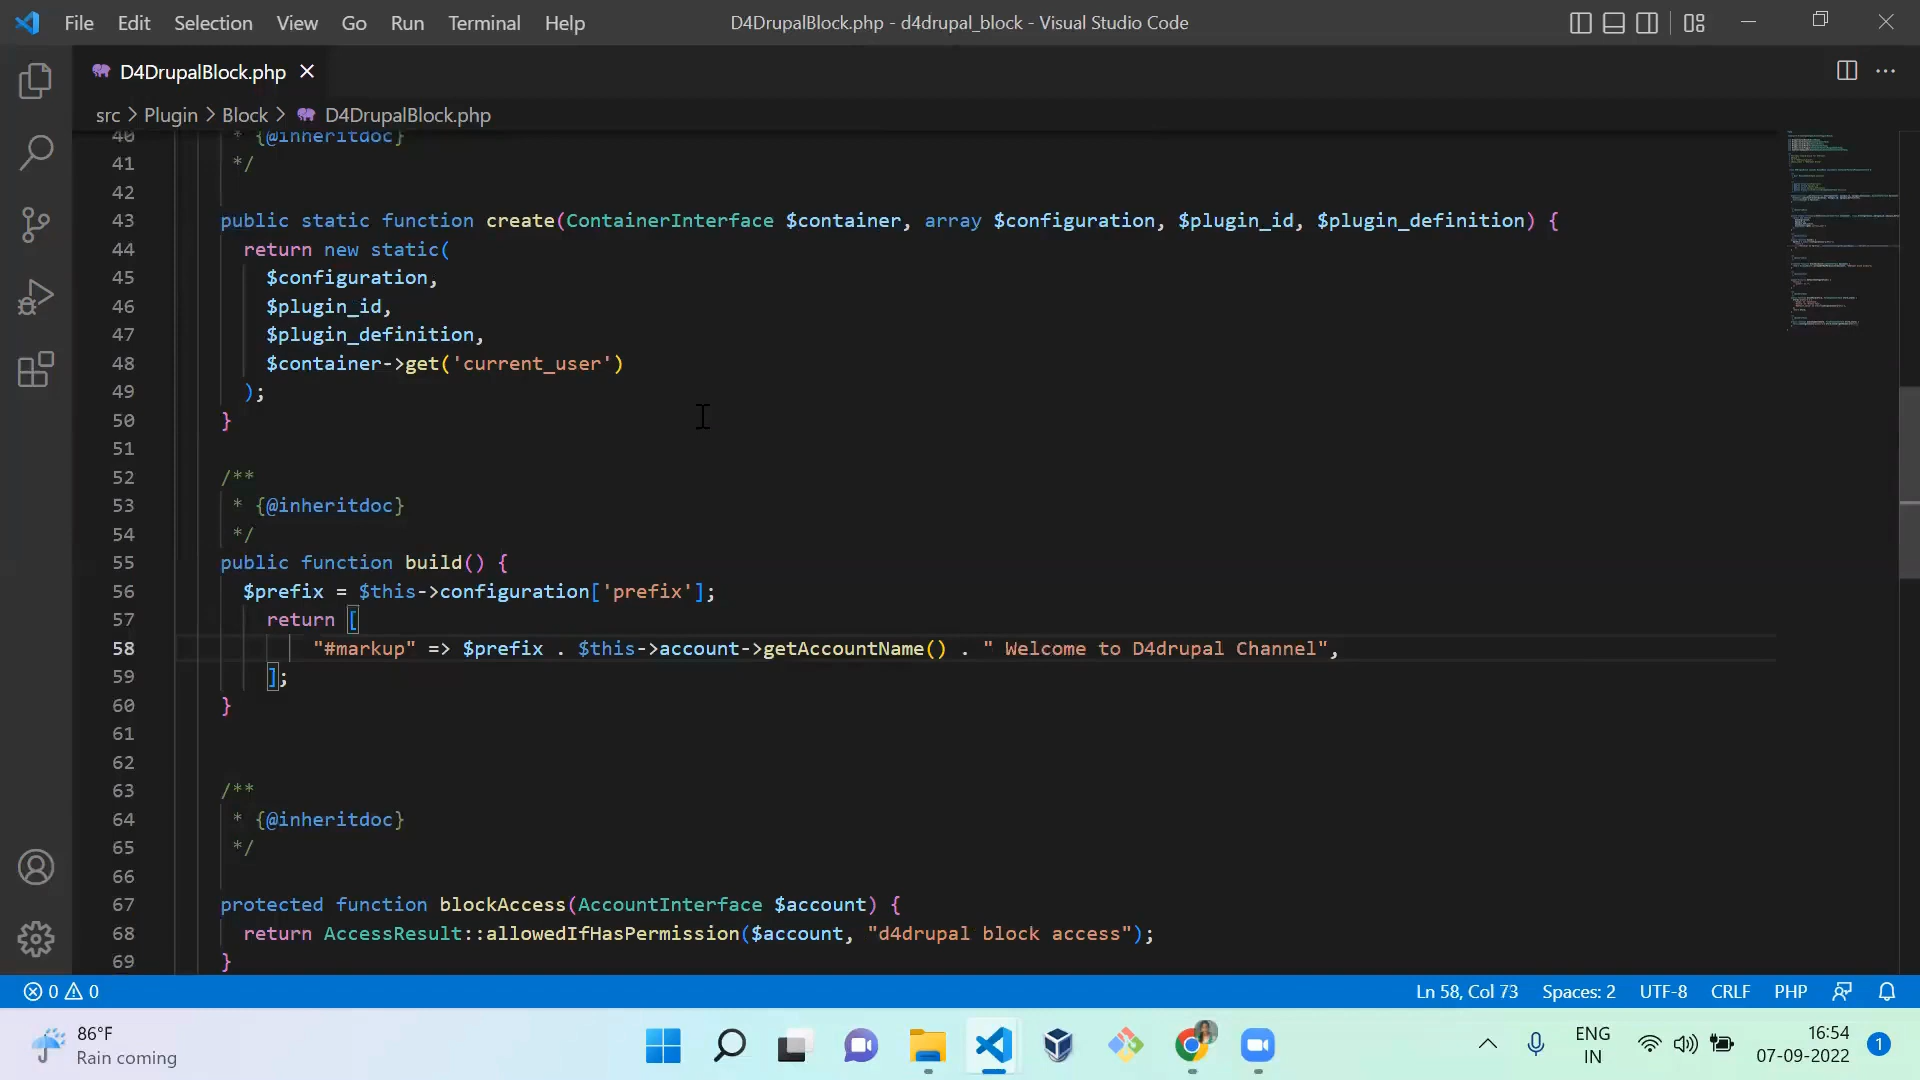 File Edit Selection View Go Run Terminal Help D4DrupalBlock.php - d4drupal_block - Visual Studio Code
D4DrupalBlock.php
src > Plugin > Block > D4DrupalBlock.php
40 * {@inheritdoc}
41 */
42
43 public static function create(ContainerInterface $container, array $configuration, $plugin_id, $plugin_definition) {
44 return new static(
45 $configuration,
46 $plugin_id,
47 $plugin_definition,
48 $container->get('current_user')
49 );
50 }
51
52 /**
53 * {@inheritdoc}
54 */
55 public function build() {
56 $prefix = $this->configuration['prefix'];
57 return [
58 "#markup" => $prefix . $this->account->getAccountName() . " Welcome to D4drupal Channel",
59 ];
60 }
61
62
63 /**
64 * {@inheritdoc}
65 */
66
67 protected function blockAccess(AccountInterface $account) {
68 return AccessResult::allowedIfHasPermission($account, "d4drupal block access");
69 }
0 0 Ln 58, Col 73 Spaces: 2 UTF-8 CRLF PHP
86°F
Rain coming
ENG
IN
16:54
07-09-2022
1